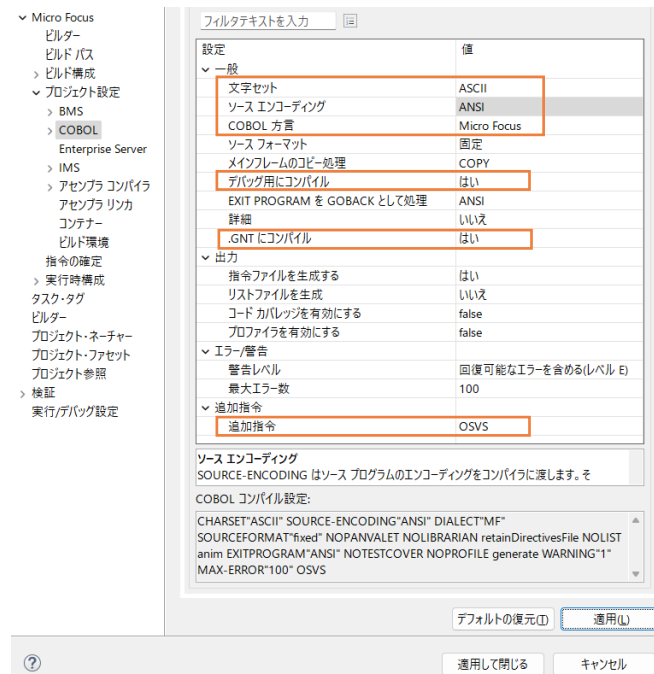 Micro Focus
ビルダー
ビルド パス
ビルド構成
プロジェクト設定
BMS
COBOL
Enterprise Server
IMS
アセンブラ コンパイラ
アセンブラ リンカ
コンテナー
ビルド環境
指令の確定
実行時構成
タスク・タグ
ビルダー
プロジェクト・ネーチャー
プロジェクト・ファセット
プロジェクト参照
検証
実行/デバッグ設定
フィルタテキストを入力
設定 値
一般
文字セット ASCII
ソース エンコーディング ANSI
COBOL 方言 Micro Focus
ソース フォーマット 固定
メインフレームのコピー処理 COPY
デバッグ用にコンパイル はい
EXIT PROGRAM を GOBACK として処理 ANSI
詳細 いいえ
.GNT にコンパイル はい
出力
指令ファイルを生成する はい
リストファイルを生成 いいえ
コード カバレッジを有効にする false
プロファイラを有効にする false
エラー/警告
警告レベル 回復可能なエラーを含める(レベル E)
最大エラー数 100
追加指令
追加指令 OSVS
ソース エンコーディング
SOURCE-ENCODING はソース プログラムのエンコーディングをコンパイラに渡します。そ
COBOL コンパイル設定:
CHARSET"ASCII" SOURCE-ENCODING"ANSI" DIALECT"MF"
SOURCEFORMAT"fixed" NOPANVALET NOLIBRARIAN retainDirectivesFile NOLIST
anim EXITPROGRAM"ANSI" NOTESTCOVER NOPROFILE generate WARNING"1"
MAX-ERROR"100" OSVS
デフォルトの復元(T) 適用(L)
適用して閉じる キャンセル